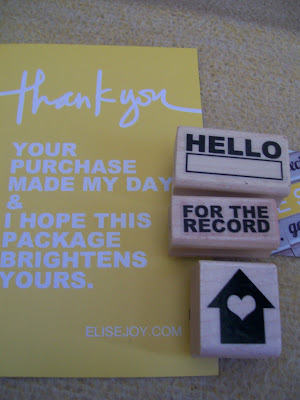 thank you
YOUR
PURCHASE
MADE MY DAY
&
I HOPE THIS
PACKAGE
BRIGHTENS
YOURS.
ELISEJOY.COM
HELLO
FOR THE
RECORD